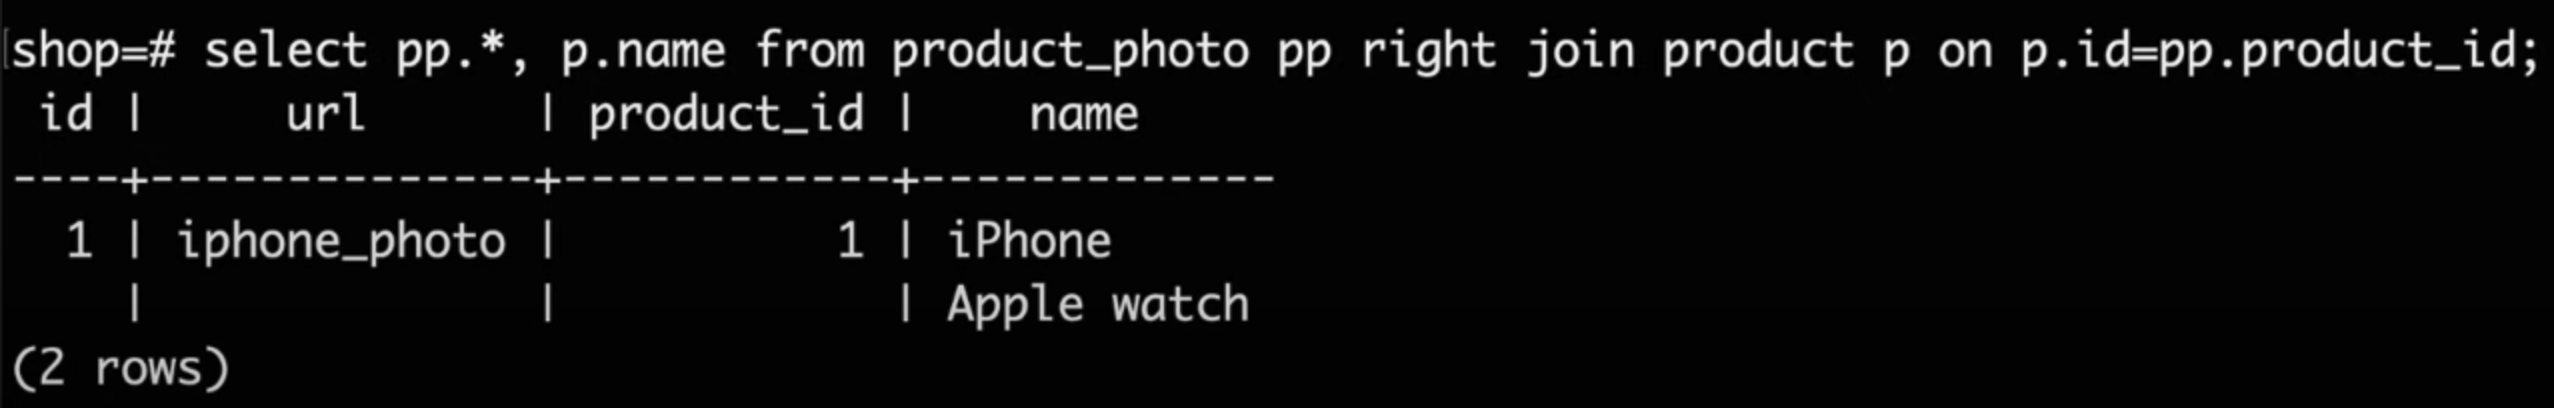 shop=# select pp.*, p.name from product_photo pp right join product p on p.id=pp.product_id;
 id |     url      | product_id |    name
----+--------------+------------+-------------
  1 | iphone_photo |          1 | iPhone
    |              |            | Apple watch
(2 rows)